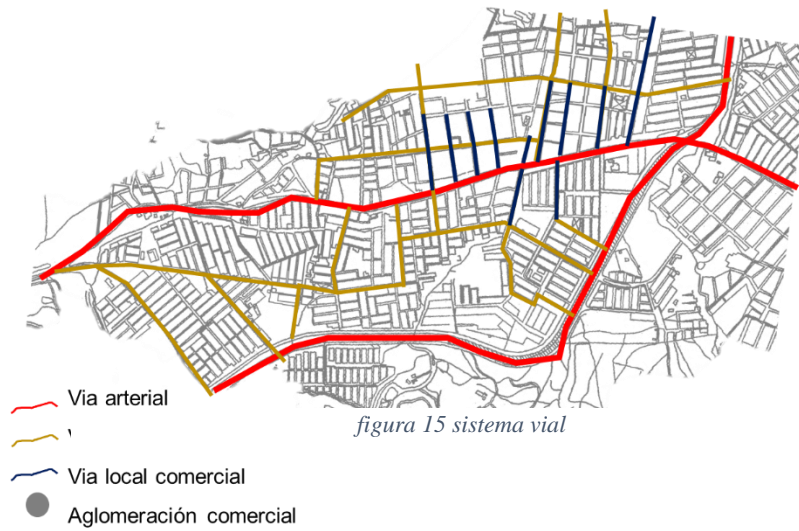 figura 15 sistema vial
Via arterial
Via local comercial
Aglomeración comercial